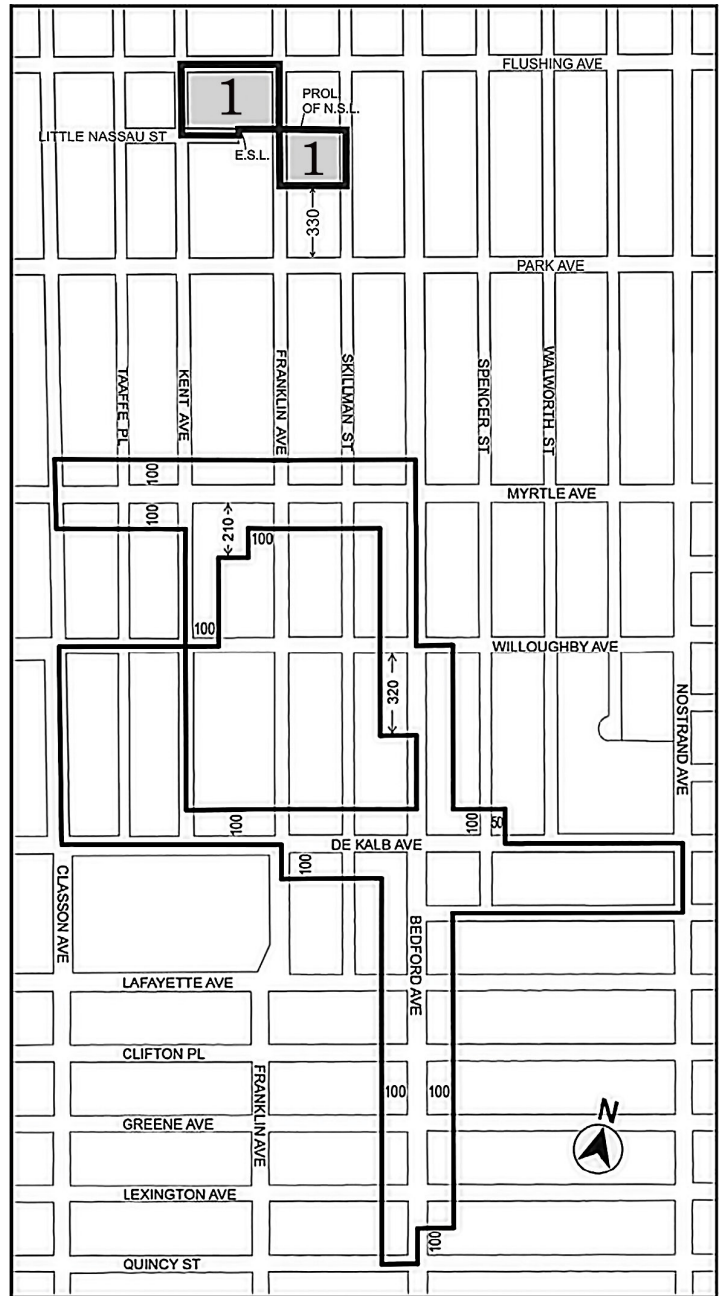 FLUSHING AVE
1
PROL.
OF N.S.L.
LITTLE NASSAU ST
E.S.L.
1
330
PARK AVE
TAAFFE PL
KENT AVE
FRANKLIN AVE
SKILLMAN ST
SPENCER ST
WALWORTH ST
100
MYRTLE AVE
100
210
100
100
WILLOUGHBY AVE
320
NOSTRAND AVE
100
100
50
DE KALB AVE
100
CLASSON AVE
BEDFORD AVE
LAFAYETTE AVE
CLIFTON PL
FRANKLIN AVE
100
100
N
GREENE AVE
LEXINGTON AVE
100
QUINCY ST